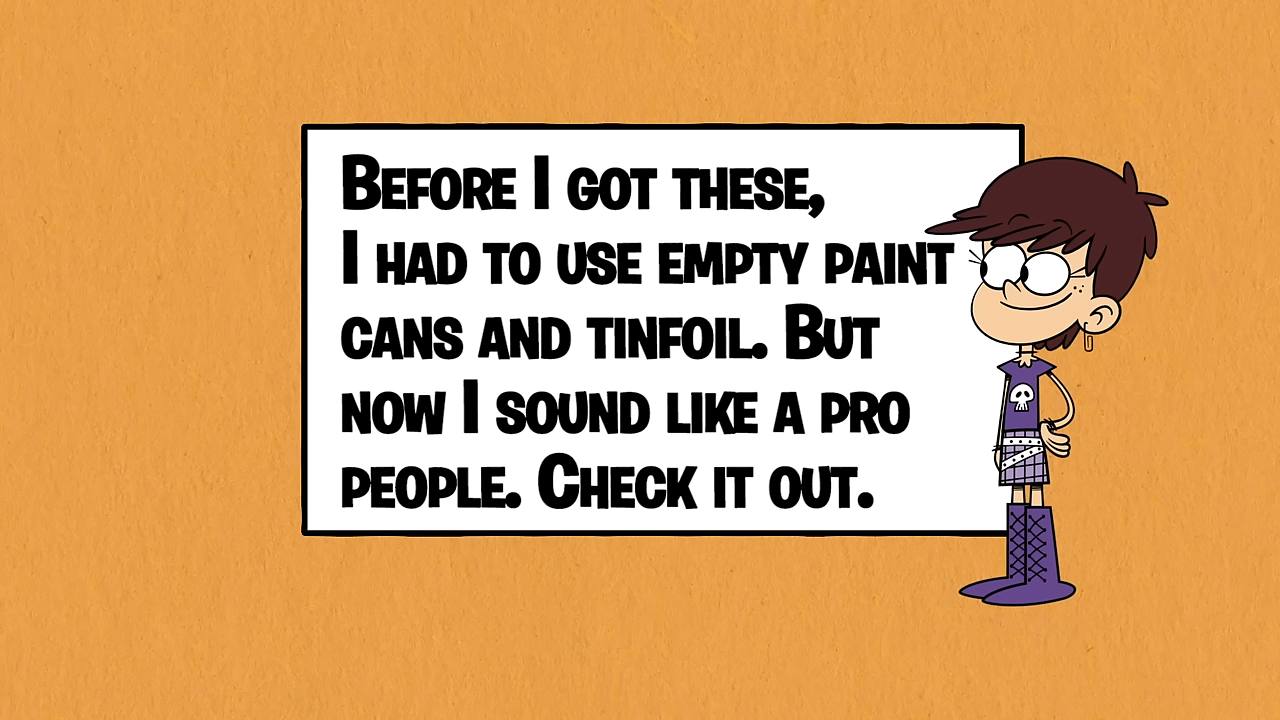 Before I got these,
I had to use empty paint
cans and tinfoil. But
now I sound like a pro
people. Check it out.